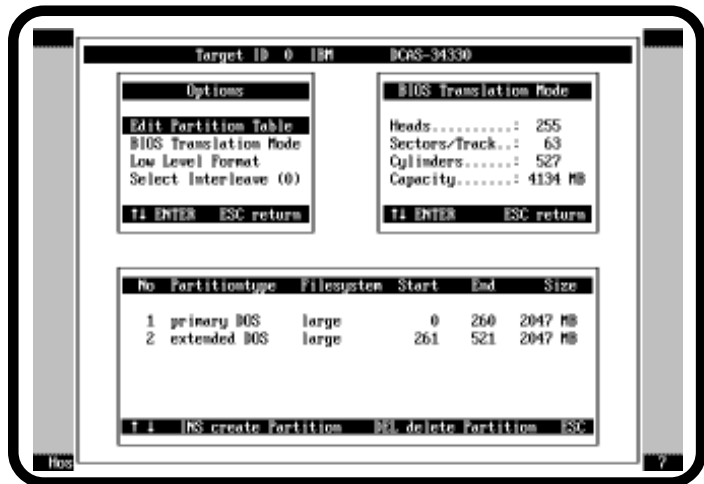 Target ID 0 IBM DCAS-34330
Options
Edit Partition Table
BIOS Translation Mode
Low Level Format
Select Interleave (0)
↑↓ ENTER ESC return
BIOS Translation Mode
Heads..........: 255
Sectors/Track..: 63
Cylinders......: 527
Capacity.......: 4134 MB
↑↓ ENTER ESC return
No Partitiontype Filesystem Start End Size
1 primary DOS large 0 260 2047 MB
2 extended DOS large 261 521 2047 MB
↑ ↓ INS create Partition DEL delete Partition ESC
Hos
?